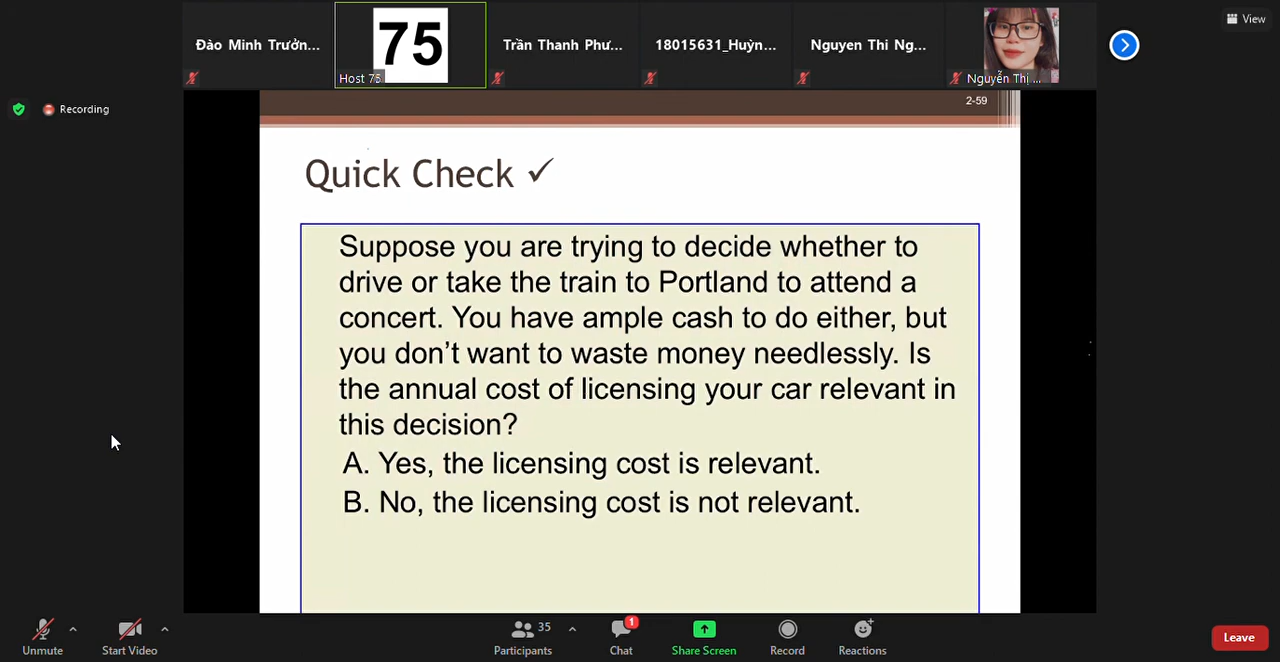 Đào Minh Trưởn...
75
Host 75
Trần Thanh Phư...
18015631_Huỳn...
Nguyen Thi Ng...
Nguyễn Thị ...
View
Recording
2-59
Quick Check ✓
Suppose you are trying to decide whether to
drive or take the train to Portland to attend a
concert. You have ample cash to do either, but
you don’t want to waste money needlessly. Is
the annual cost of licensing your car relevant in
this decision?
A. Yes, the licensing cost is relevant.
B. No, the licensing cost is not relevant.
Unmute
Start Video
Participants
35
Chat
1
Share Screen
Record
Reactions
Leave